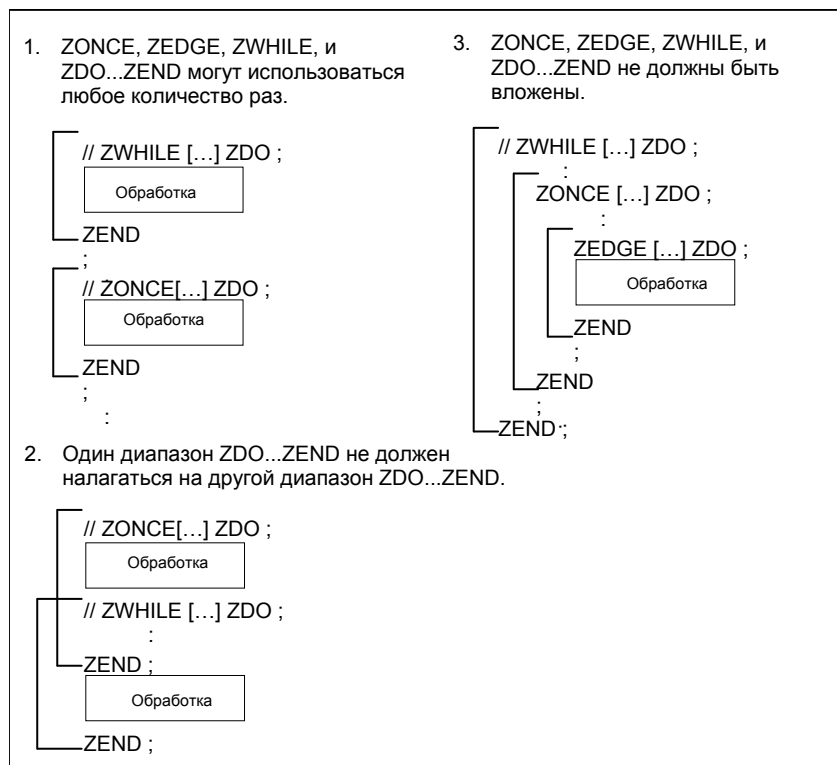 1. ZONCE, ZEDGE, ZWHILE, и
ZDO...ZEND могут использоваться
любое количество раз.
// ZWHILE […] ZDO ;
Обработка
ZEND
;
// ZONCE[…] ZDO ;
Обработка
ZEND
;
:
2. Один диапазон ZDO...ZEND не должен
налагаться на другой диапазон ZDO...ZEND.
// ZONCE[…] ZDO ;
Обработка
// ZWHILE […] ZDO ;
:
ZEND ;
Обработка
ZEND ;
3. ZONCE, ZEDGE, ZWHILE, и
ZDO...ZEND не должны быть
вложены.
// ZWHILE […] ZDO ;
:
ZONCE […] ZDO ;
:
ZEDGE […] ZDO ;
Обработка
ZEND
;
ZEND
;
ZEND ;